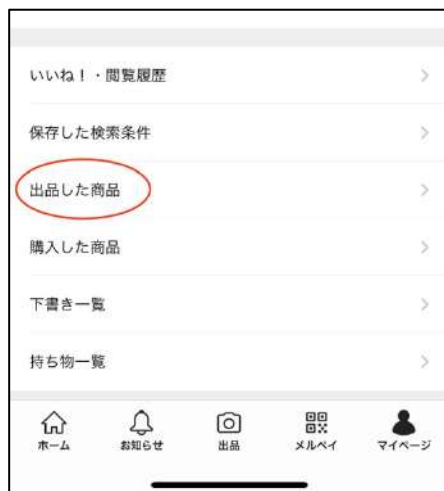 いいね！・閲覧履歴
保存した検索条件
出品した商品
購入した商品
下書き一覧
持ち物一覧
ホーム お知らせ 出品 メルペイ マイページ